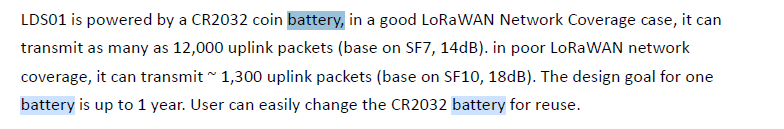 LDS01 is powered by a CR2032 coin battery, in a good LoRaWAN Network Coverage case, it can
transmit as many as 12,000 uplink packets (base on SF7, 14dB). in poor LoRaWAN network
coverage, it can transmit ~ 1,300 uplink packets (base on SF10, 18dB). The design goal for one
battery is up to 1 year. User can easily change the CR2032 battery for reuse.